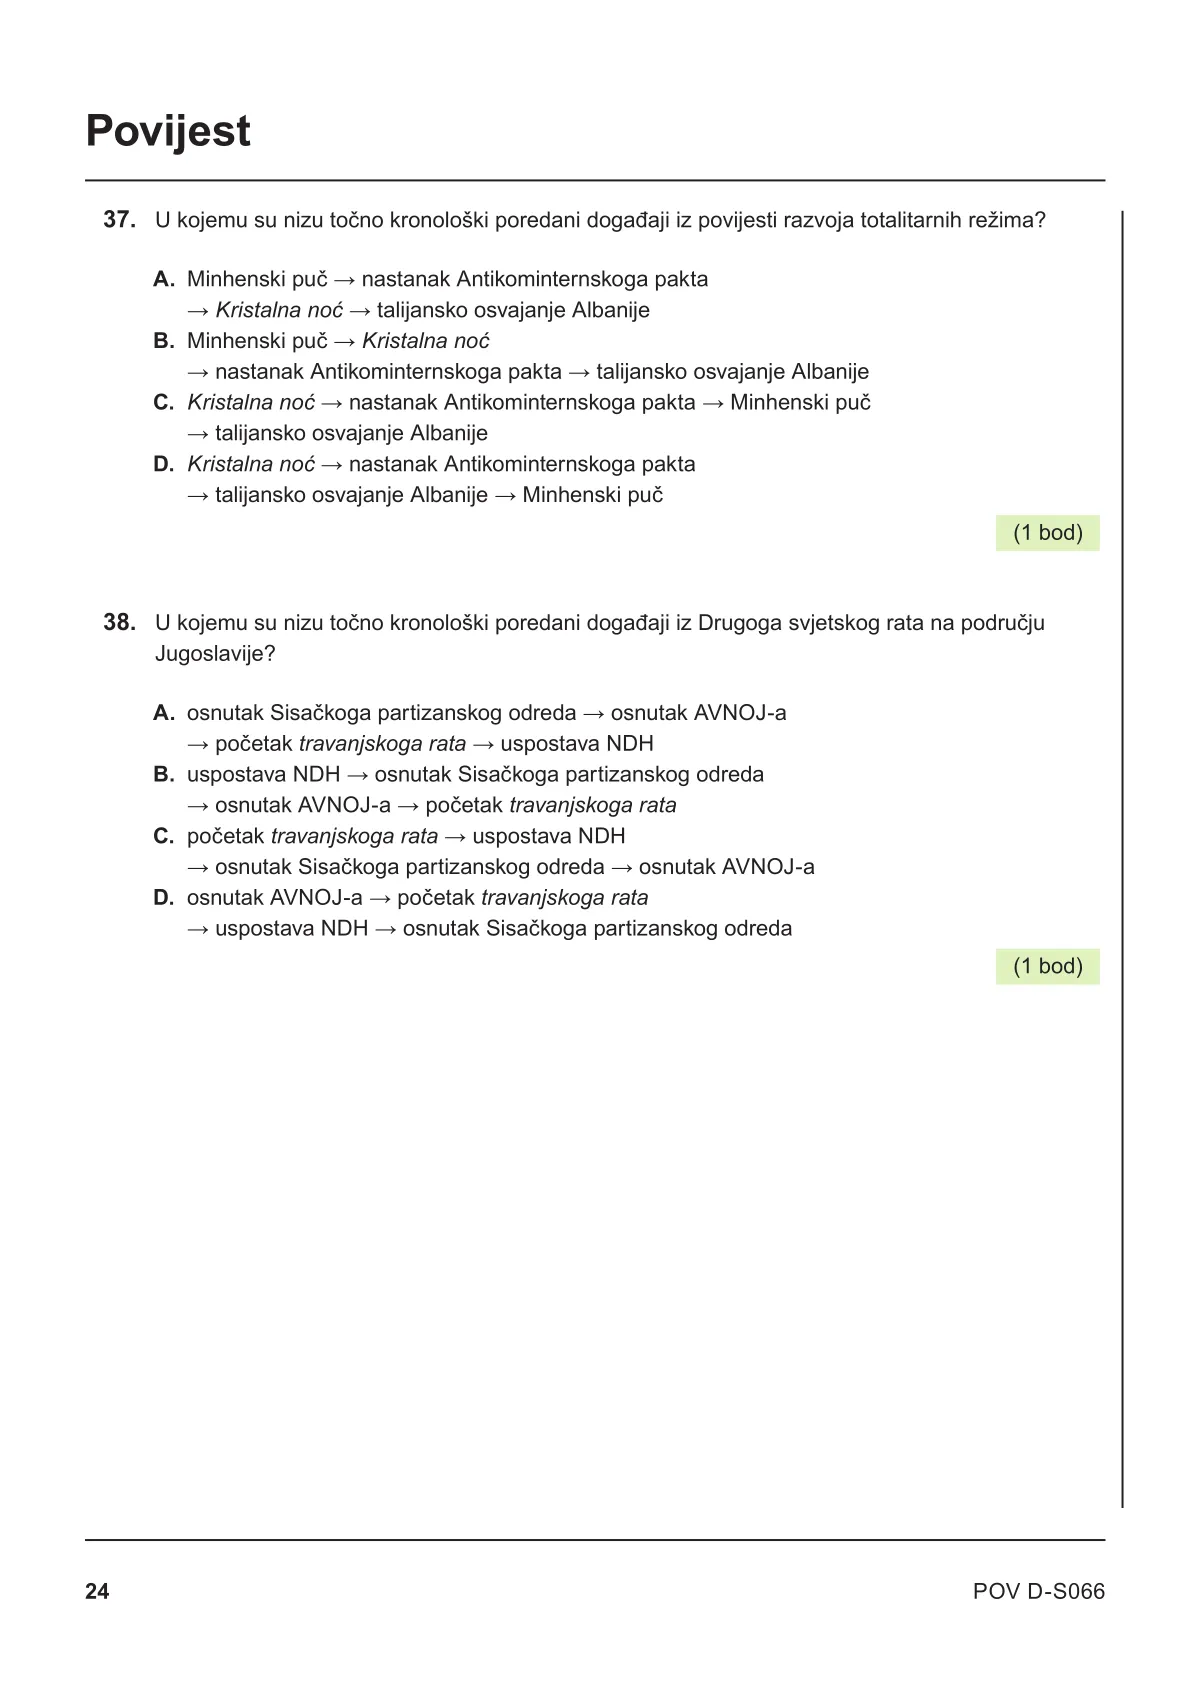 Povijest
37. U kojemu su nizu točno kronološki poredani događaji iz povijesti razvoja totalitarnih režima?
A. Minhenski puč → nastanak Antikominternskoga pakta
→ Kristalna noć → talijansko osvajanje Albanije
B. Minhenski puč → Kristalna noć
→ nastanak Antikominternskoga pakta → talijansko osvajanje Albanije
C. Kristalna noć → nastanak Antikominternskoga pakta → Minhenski puč
→ talijansko osvajanje Albanije
D. Kristalna noć → nastanak Antikominternskoga pakta
→ talijansko osvajanje Albanije → Minhenski puč
(1 bod)
38. U kojemu su nizu točno kronološki poredani događaji iz Drugoga svjetskog rata na području
Jugoslavije?
A. osnutak Sisačkoga partizanskog odreda → osnutak AVNOJ-a
→ početak travanjskoga rata → uspostava NDH
B. uspostava NDH → osnutak Sisačkoga partizanskog odreda
→ osnutak AVNOJ-a → početak travanjskoga rata
C. početak travanjskoga rata → uspostava NDH
→ osnutak Sisačkoga partizanskog odreda → osnutak AVNOJ-a
D. osnutak AVNOJ-a → početak travanjskoga rata
→ uspostava NDH → osnutak Sisačkoga partizanskog odreda
(1 bod)
24
POV D-S066